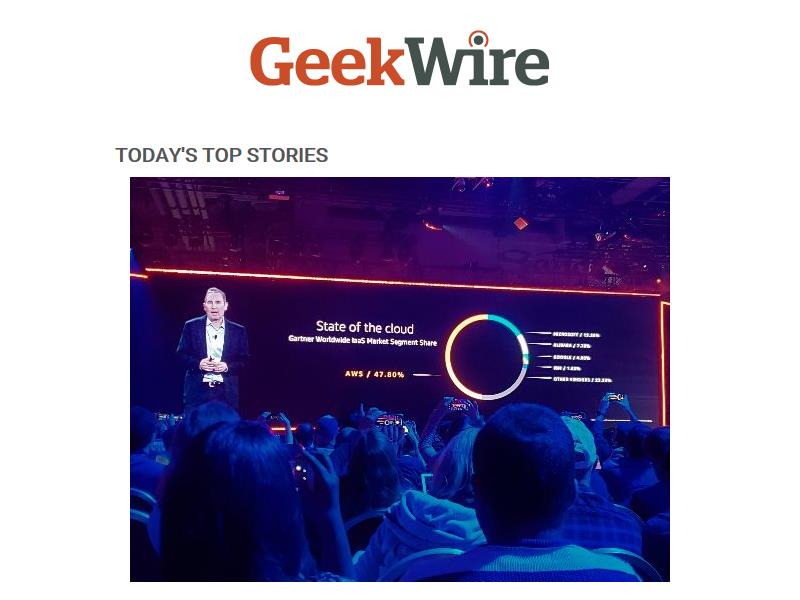 GeekWire
TODAY'S TOP STORIES
State of the cloud
Gartner Worldwide IaaS Market Segment Share
AWS / 47.80%
MICROSOFT / 15.50%
ALIBABA / 7.70%
GOOGLE / 4.00%
IBM / 1.80%
OTHER VENDORS / 23.20%